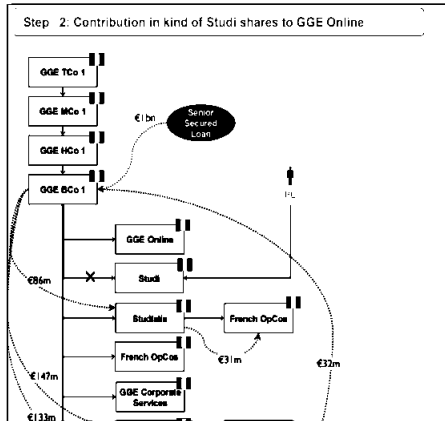 Step 2: Contribution in kind of Studi shares to GGE Online
GGE TCo 1
GGE MCo 1
€1bn
Senior
Secured
Loan
GGE HCo 1
GGE BCo 1
GGE Online
Studi
€86m
Studialis
French OpCos
€31m
French OpCos
€32m
€147m
GGE Corporate
Services
€133m